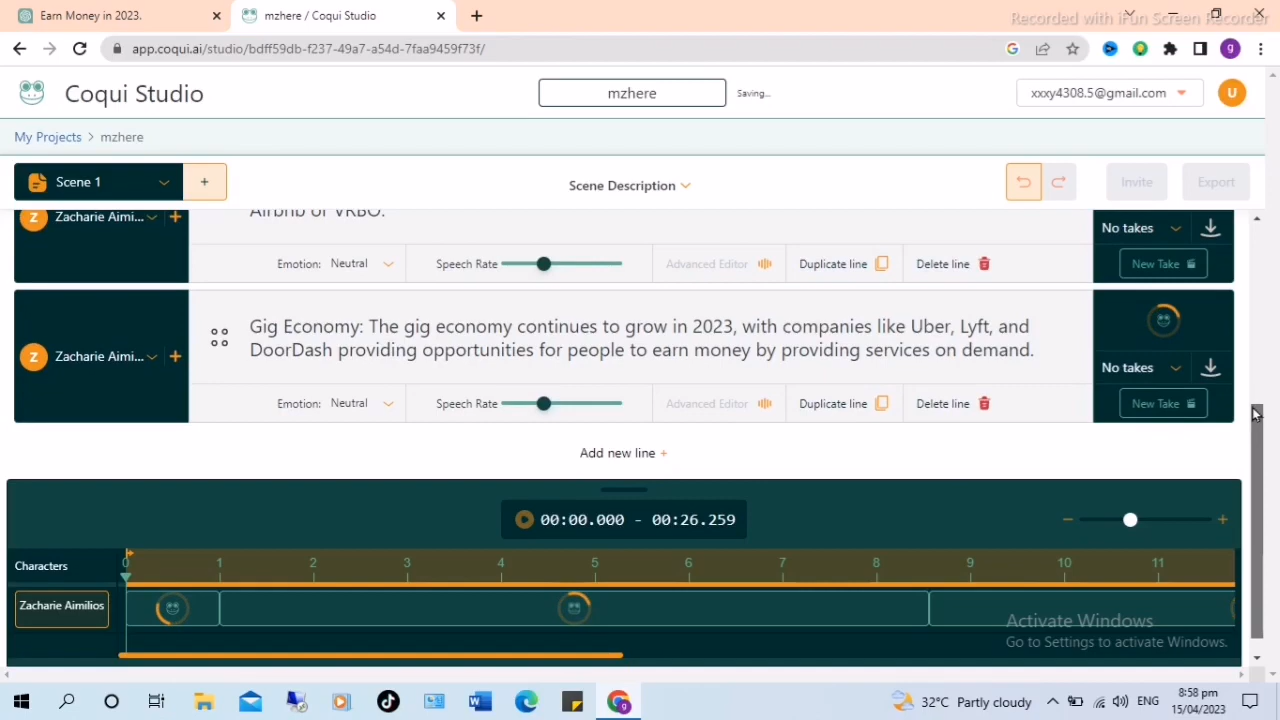 Earn Money in 2023.
mzhere / Coqui Studio
Recorded with iFun Screen Recorder
app.coqui.ai/studio/bdff59db-f237-49a7-a54d-7faa9459f73f/
g
Coqui Studio
mzhere
Saving...
xxxy4308.5@gmail.com
U
My Projects > mzhere
Scene 1
+
Scene Description
Invite
Export
Z
Zacharie Aimi...
+
Airbnb or VRBO.
No takes
Emotion: Neutral
Speech Rate
Advanced Editor
Duplicate line
Delete line
New Take
Z
Zacharie Aimi...
+
Gig Economy: The gig economy continues to grow in 2023, with companies like Uber, Lyft, and
DoorDash providing opportunities for people to earn money by providing services on demand.
No takes
Emotion: Neutral
Speech Rate
Advanced Editor
Duplicate line
Delete line
New Take
Add new line +
00:00.000 - 00:26.259
Characters
0 1 2 3 4 5 6 7 8 9 10 11
Zacharie Aimilios
Activate Windows
Go to Settings to activate Windows.
32°C Partly cloudy
ENG
8:58 pm
15/04/2023